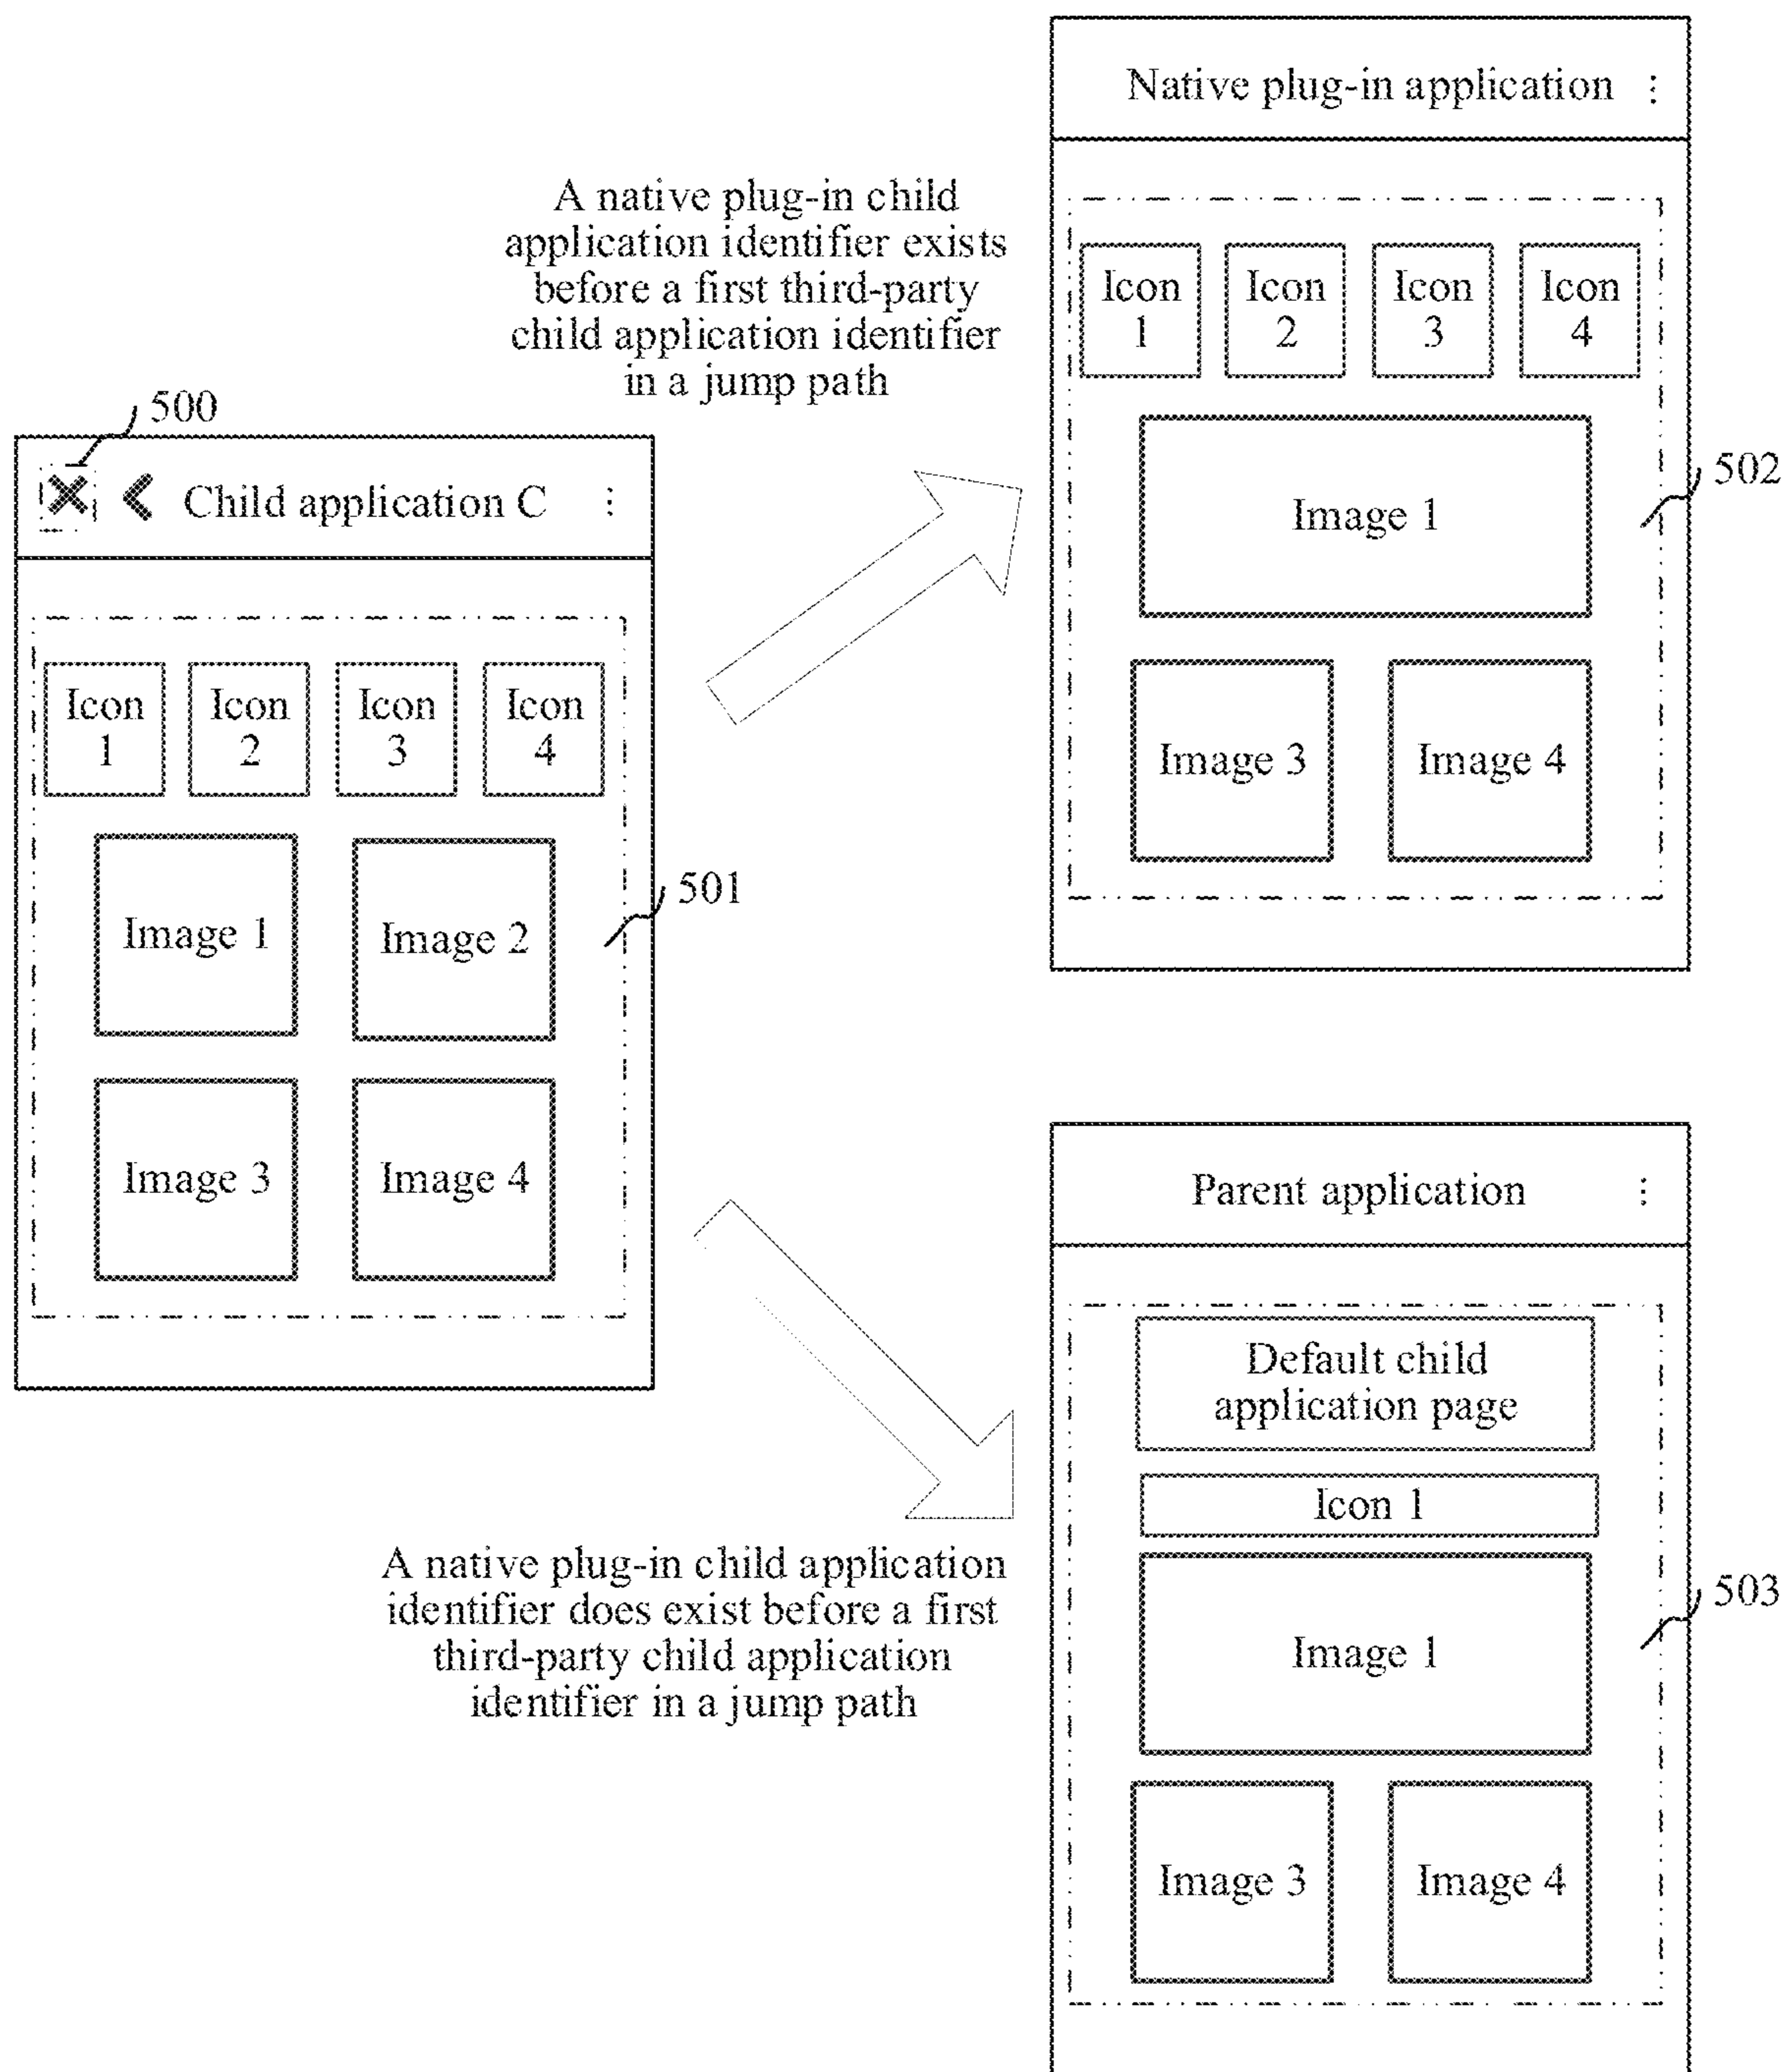 Native plug-in application
A native plug-in child
application identifier exists
before a first third-party
child application identifier
in a jump path
Icon
1
Icon
2
Icon
3
Icon
4
Image 1
502
Image 3
Image 4
500
Child application C
Icon
1
Icon
2
Icon
3
Icon
4
501
Image 1
Image 2
Image 3
Image 4
Parent application
Default child
application page
Icon 1
Image 1
503
Image 3
Image 4
A native plug-in child application
identifier does exist before a first
third-party child application
identifier in a jump path